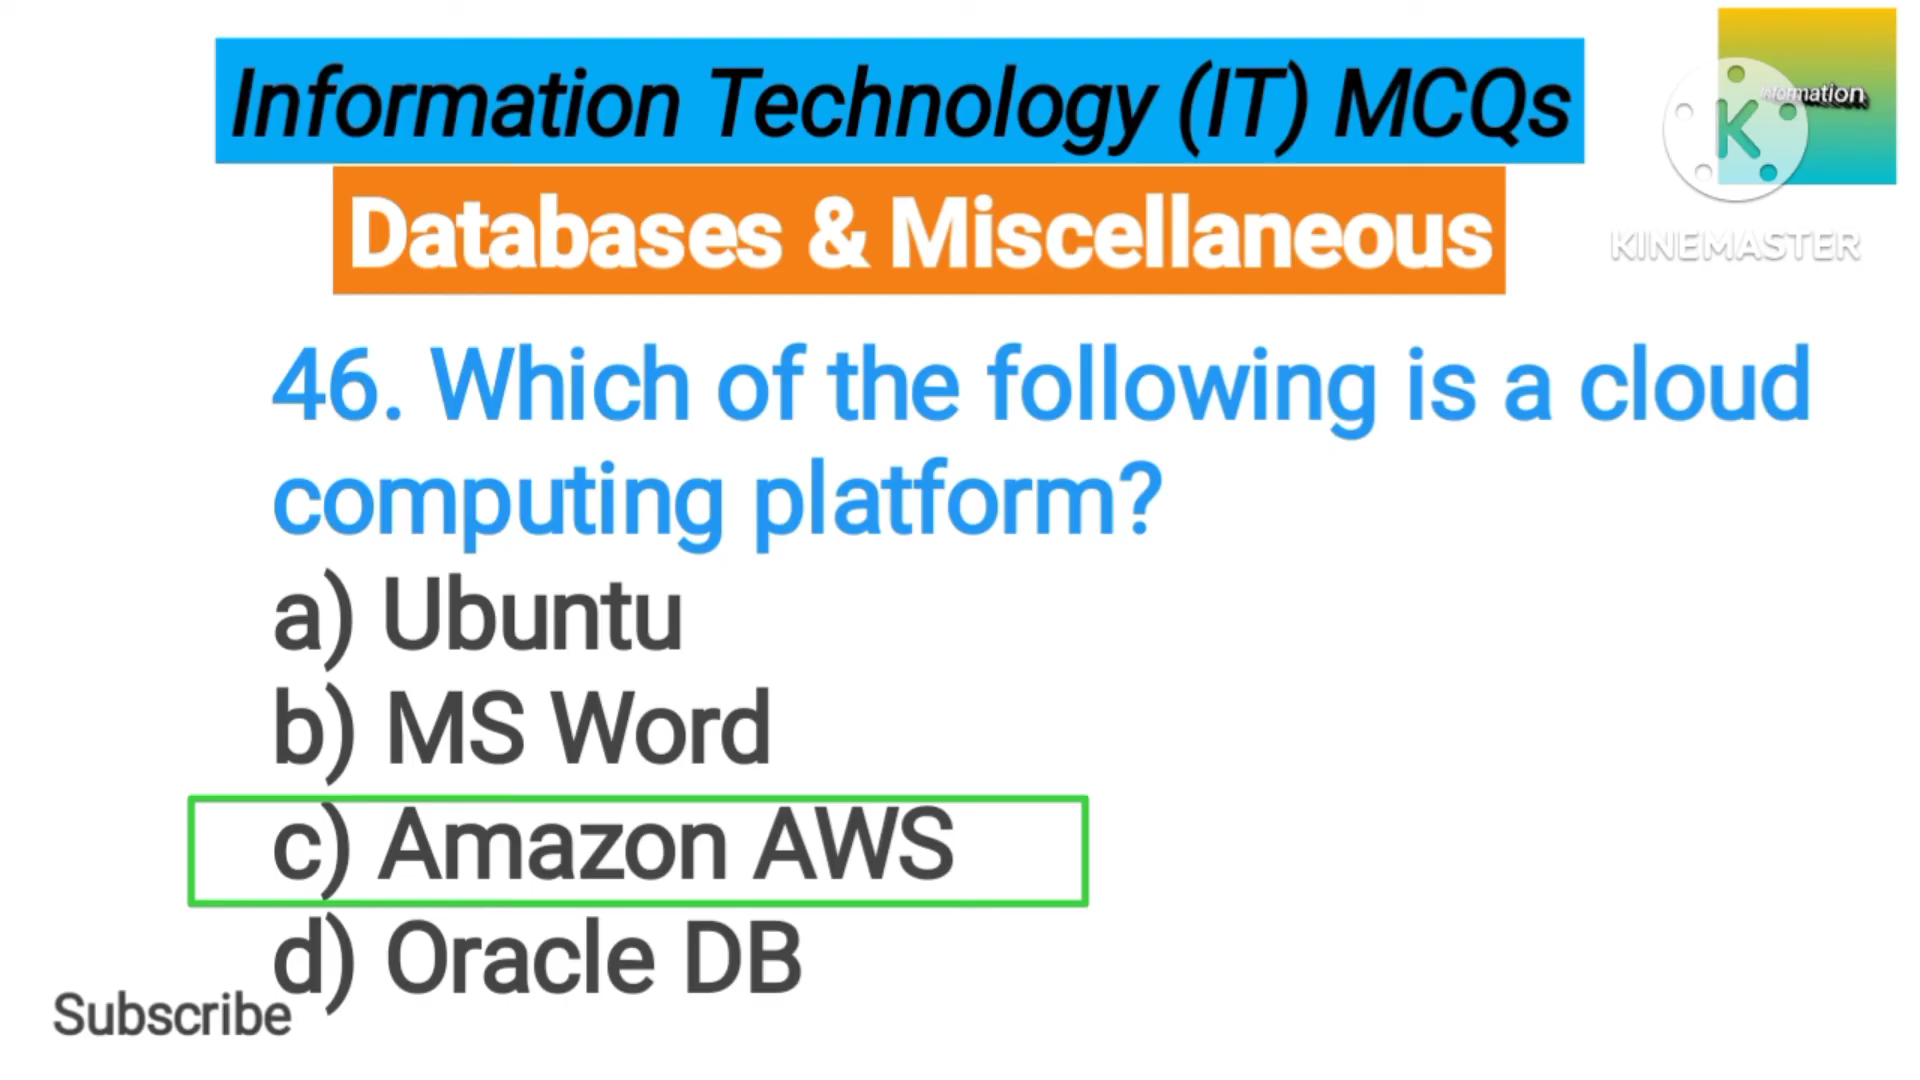 Information Technology (IT) MCQs
Databases & Miscellaneous
KINEMASTER
46. Which of the following is a cloud
computing platform?
a) Ubuntu
b) MS Word
c) Amazon AWS
d) Oracle DB
Subscribe